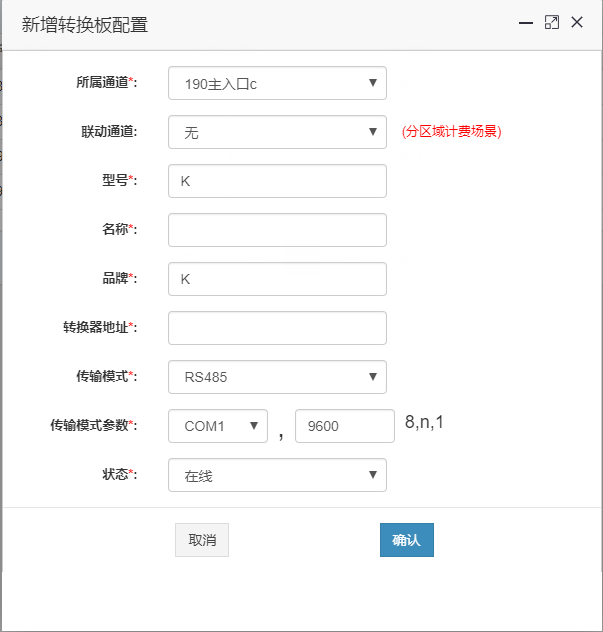 新增转换板配置
所属通道*: 190主入口c
联动通道: 无 (分区域计费场景)
型号*: K
名称*:
品牌*: K
转换器地址*:
传输模式*: RS485
传输模式参数*: COM1 , 9600 8,n,1
状态*: 在线
取消 确认